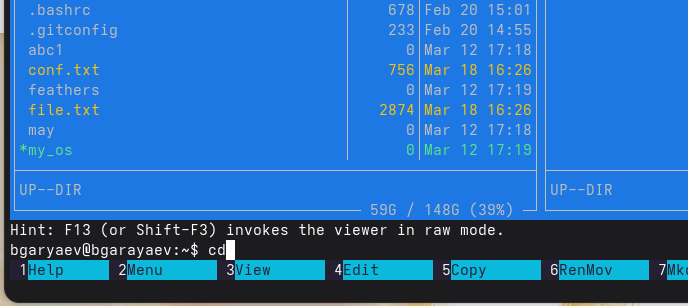 .bashrc 678 Feb 20 15:01
.gitconfig 233 Feb 20 14:55
abc1 0 Mar 12 17:18
conf.txt 756 Mar 18 16:26
feathers 0 Mar 12 17:19
file.txt 2874 Mar 18 16:26
may 0 Mar 12 17:18
*my_os 0 Mar 12 17:19
UP--DIR UP--DIR
59G / 148G (39%)
Hint: F13 (or Shift-F3) invokes the viewer in raw mode.
bgaryaev@bgarayaev:~$ cd
1Help 2Menu 3View 4Edit 5Copy 6RenMov 7Mkd